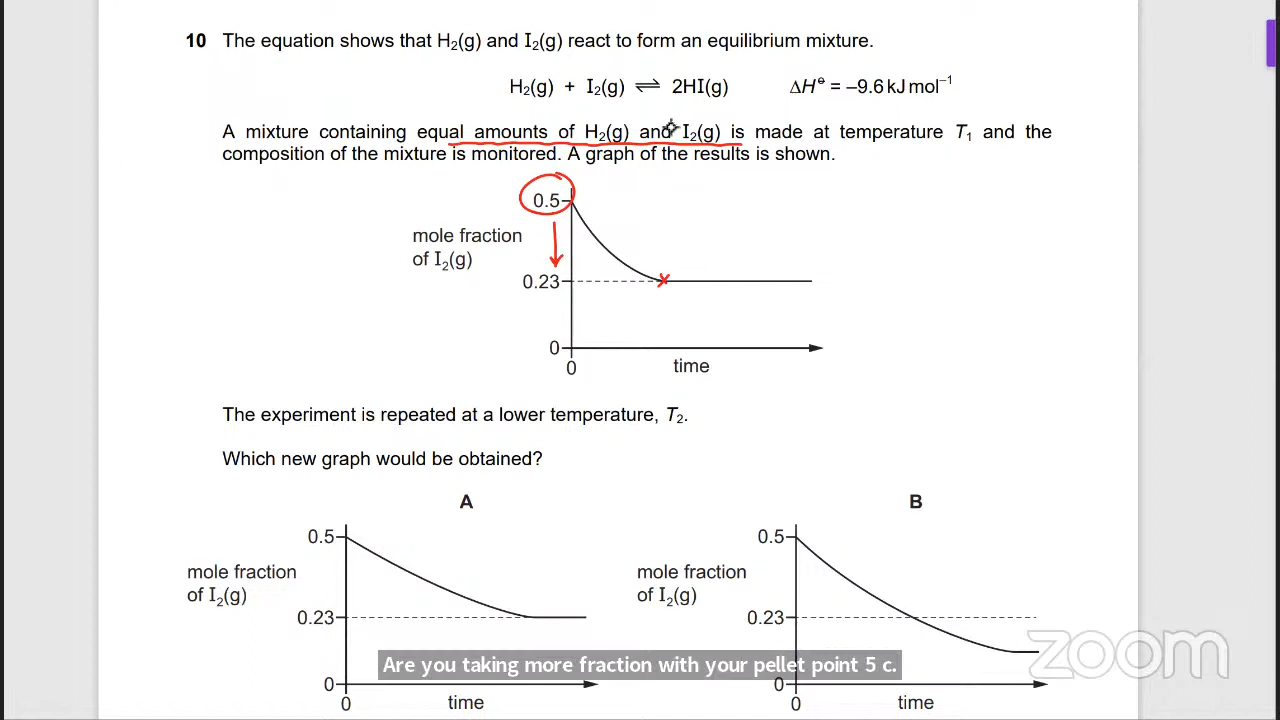 10 The equation shows that H₂(g) and I₂(g) react to form an equilibrium mixture.
H₂(g) + I₂(g) ⇌ 2HI(g) ΔH⦵ = –9.6 kJ mol⁻¹
A mixture containing equal amounts of H₂(g) and I₂(g) is made at temperature T₁ and the
composition of the mixture is monitored. A graph of the results is shown.
0.5
mole fraction
of I₂(g)
0.23
0
0
time
The experiment is repeated at a lower temperature, T₂.
Which new graph would be obtained?
A
0.5
mole fraction
of I₂(g)
0.23
0
0
time
B
0.5
mole fraction
of I₂(g)
0.23
0
0
time
zoom
Are you taking more fraction with your pellet point 5 c.